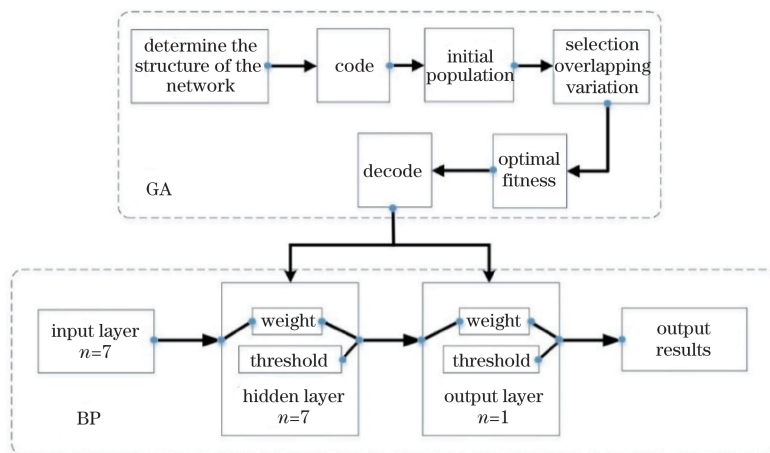 determine the
structure of the
network
code
initial
population
selection
overlapping
variation
decode
optimal
fitness
GA
input layer
n=7
weight
threshold
hidden layer
n=7
weight
threshold
output layer
n=1
output
results
BP